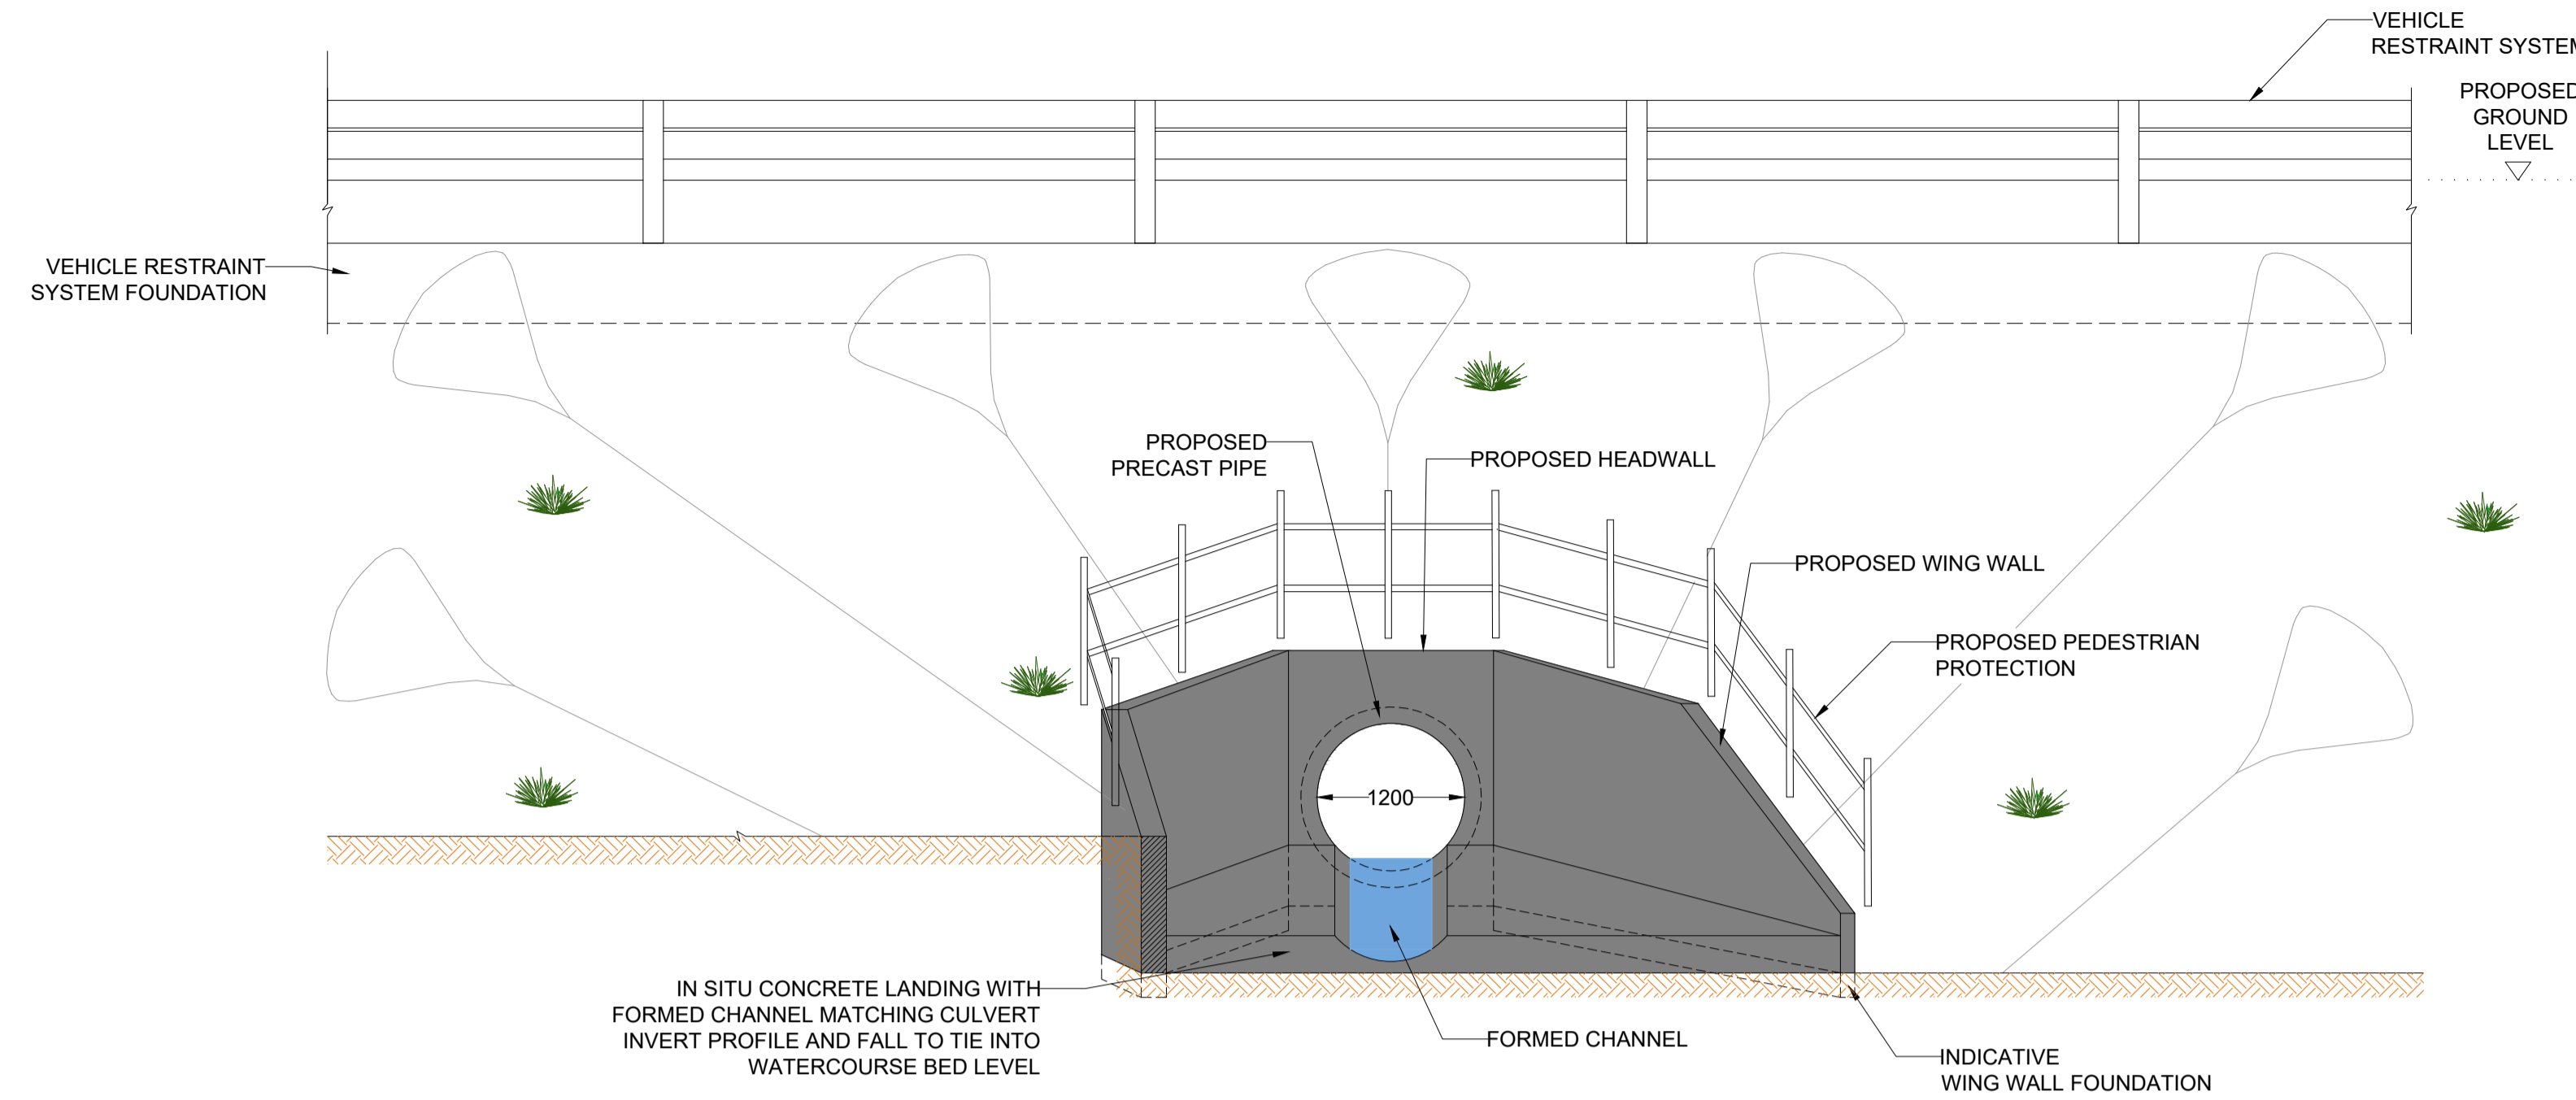 VEHICLE
RESTRAINT SYSTEM
PROPOSED
GROUND
LEVEL
VEHICLE RESTRAINT
SYSTEM FOUNDATION
PROPOSED
PRECAST PIPE
PROPOSED HEADWALL
PROPOSED WING WALL
PROPOSED PEDESTRIAN
PROTECTION
1200
IN SITU CONCRETE LANDING WITH
FORMED CHANNEL MATCHING CULVERT
INVERT PROFILE AND FALL TO TIE INTO
WATERCOURSE BED LEVEL
FORMED CHANNEL
INDICATIVE
WING WALL FOUNDATION